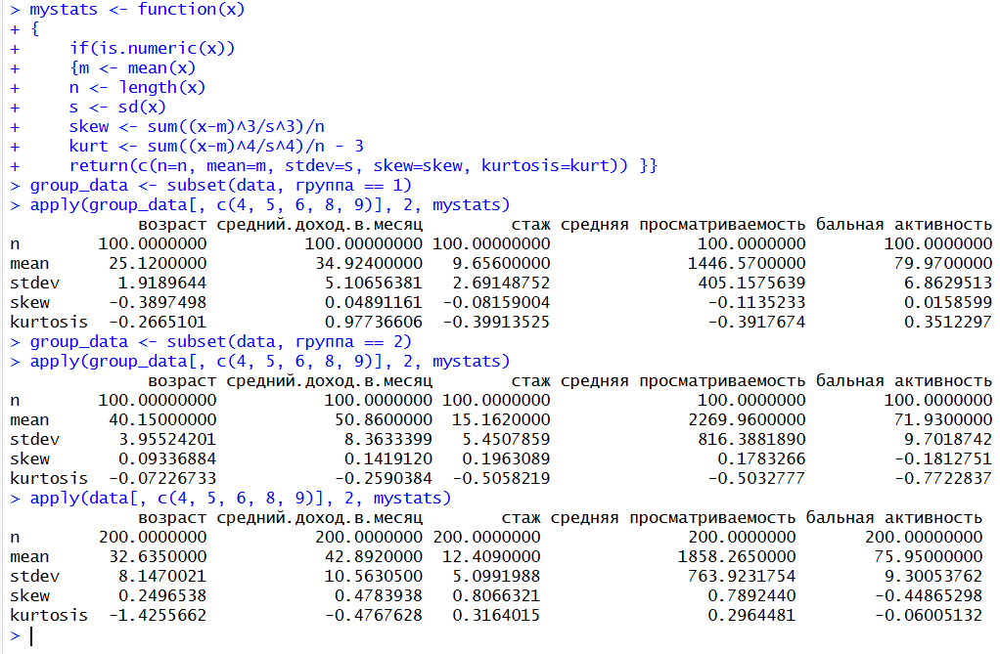 > mystats <- function(x)
+ {
+     if(is.numeric(x))
+     {m <- mean(x)
+     n <- length(x)
+     s <- sd(x)
+     skew <- sum((x-m)^3/s^3)/n
+     kurt <- sum((x-m)^4/s^4)/n - 3
+     return(c(n=n, mean=m, stdev=s, skew=skew, kurtosis=kurt)) }}
> group_data <- subset(data, группа == 1)
> apply(group_data[, c(4, 5, 6, 8, 9)], 2, mystats)
             возраст средний.доход.в.месяц         стаж средняя просматриваемость бальная активность
n        100.0000000          100.00000000 100.00000000               100.0000000        100.0000000
mean      25.1200000           34.92400000   9.65600000              1446.5700000         79.9700000
stdev      1.9189644            5.10656381   2.69148752               405.1575639          6.8629513
skew      -0.3897498            0.04891161  -0.08159004                -0.1135233          0.0158599
kurtosis  -0.2665101            0.97736606  -0.39913525                -0.3917674          0.3512297
> group_data <- subset(data, группа == 2)
> apply(group_data[, c(4, 5, 6, 8, 9)], 2, mystats)
              возраст средний.доход.в.месяц        стаж средняя просматриваемость бальная активность
n        100.00000000           100.0000000 100.0000000               100.0000000        100.0000000
mean      40.15000000            50.8600000  15.1620000              2269.9600000         71.9300000
stdev      3.95524201             8.3633399   5.4507859               816.3881890          9.7018742
skew       0.09336884             0.1419120   0.1963089                 0.1783266         -0.1812751
kurtosis  -0.07226733            -0.2590384  -0.5058219                -0.5032777         -0.7722837
> apply(data[, c(4, 5, 6, 8, 9)], 2, mystats)
             возраст средний.доход.в.месяц        стаж средняя просматриваемость бальная активность
n        200.0000000           200.0000000 200.0000000               200.0000000       200.00000000
mean      32.6350000            42.8920000  12.4090000              1858.2650000        75.95000000
stdev      8.1470021            10.5630500   5.0991988               763.9231754         9.30053762
skew       0.2496538             0.4783938   0.8066321                 0.7892440        -0.44865298
kurtosis  -1.4255662            -0.4767628   0.3164015                 0.2964481        -0.06005132
>